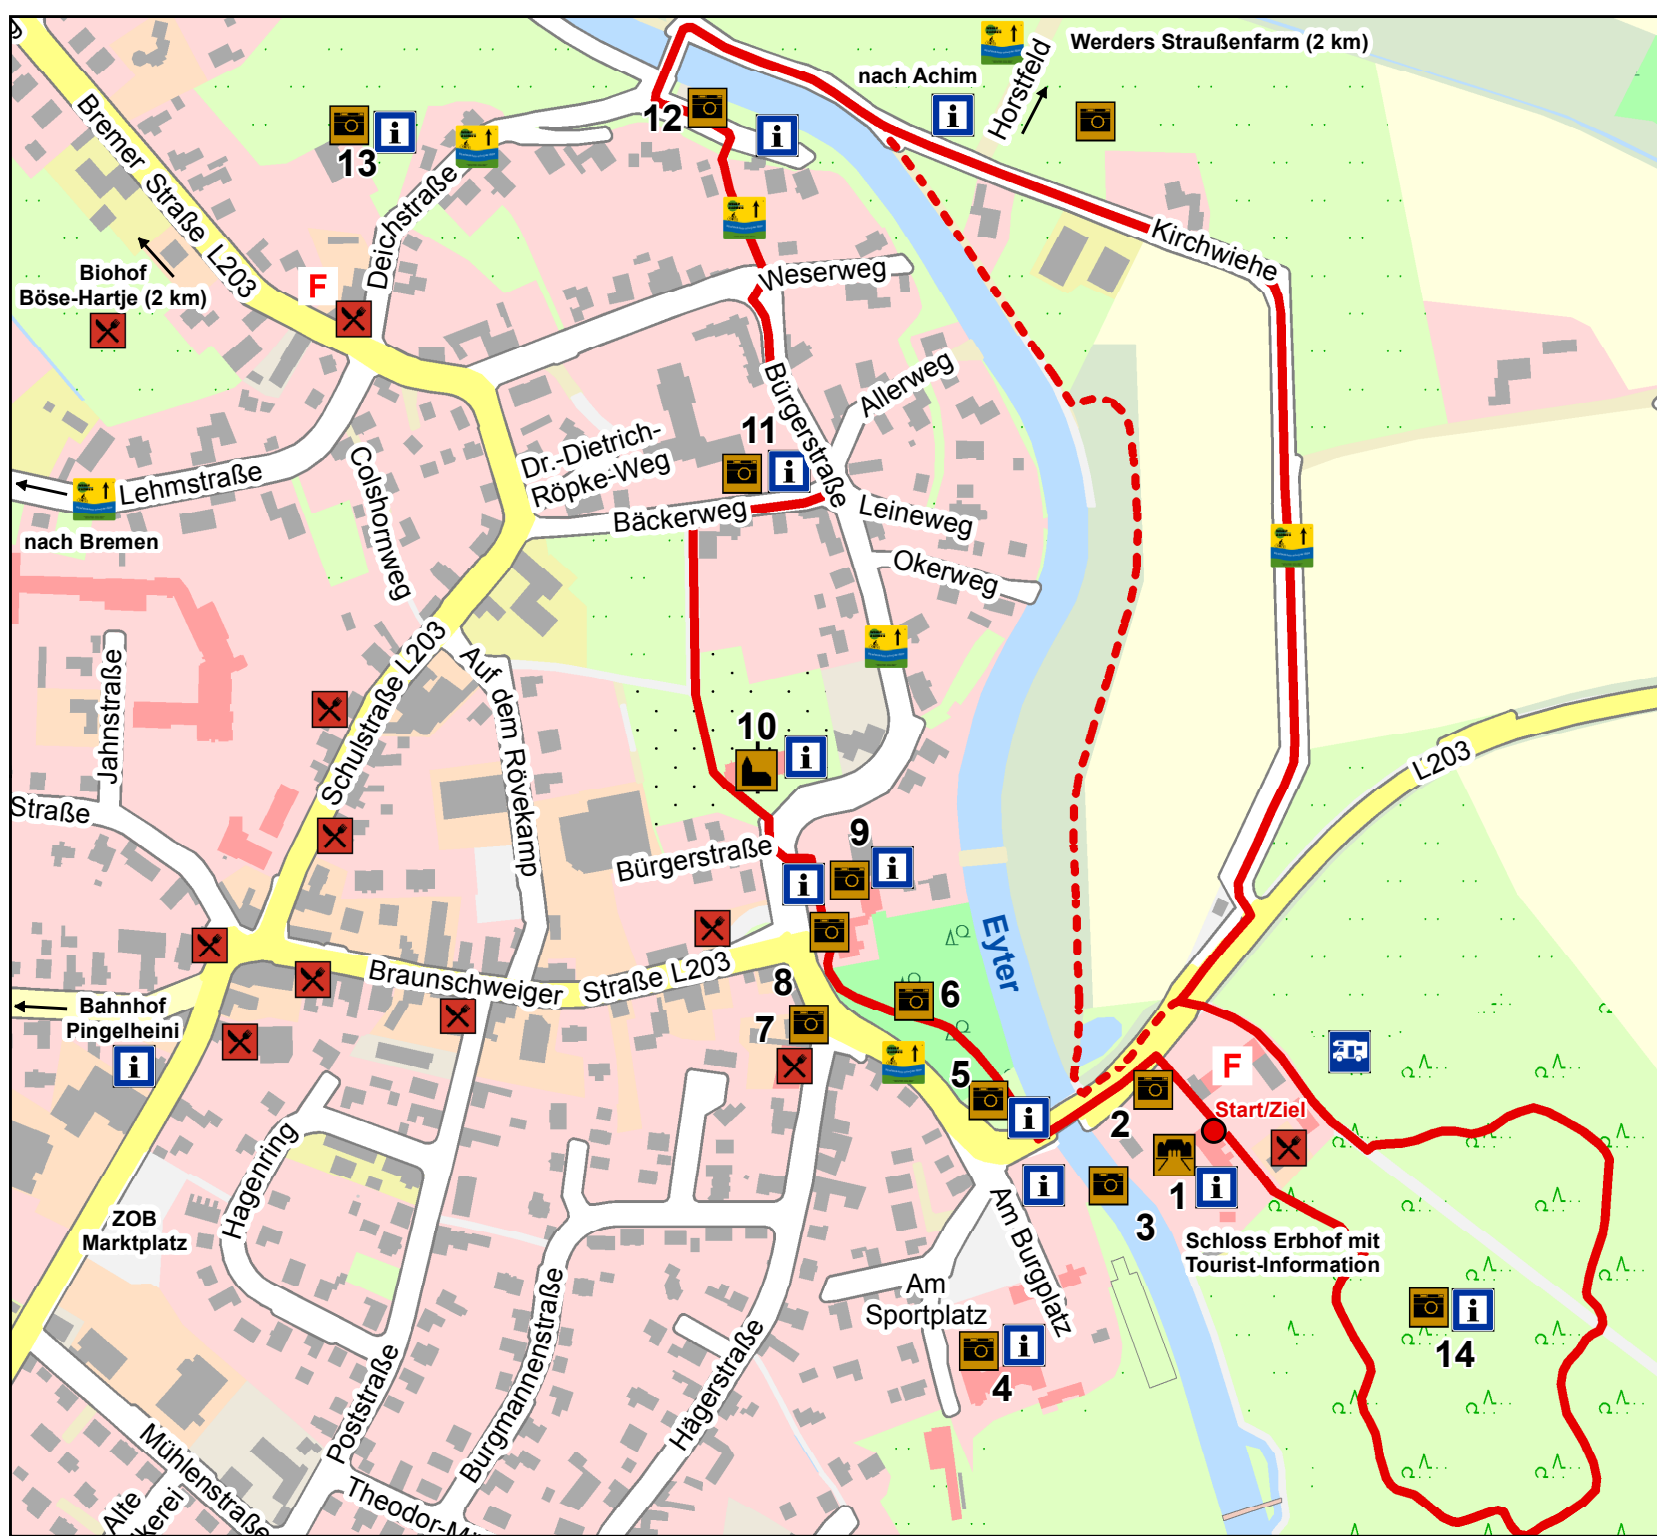 Werders Straußenfarm (2 km)
nach Achim
Horstfeld
12
13
Bremer Straße L203
Deichstraße
Kirchwiehe
Biohof
Böse-Hartje (2 km)
F
Weserweg
Bürgerstraße
Allerweg
11
Dr.-Dietrich-
Röpke-Weg
Colshornweg
Lehmstraße
Bäckerweg
Leineweg
nach Bremen
Okerweg
Schulstraße L203
Auf dem Rövekamp
Jahnstraße
10
L203
Straße
9
Bürgerstraße
Eyter
Braunschweiger Straße L203
8
6
7
Bahnhof
Pingelheini
5
F
2
Start/Ziel
Hagenring
1
3
ZOB
Marktplatz
Schloss Erbhof mit
Tourist-Information
Am Burgplatz
Am
Sportplatz
4
14
Burgmannenstraße
Hägerstraße
Poststraße
Mühlenstraße
Alte
kerei
Theodor-